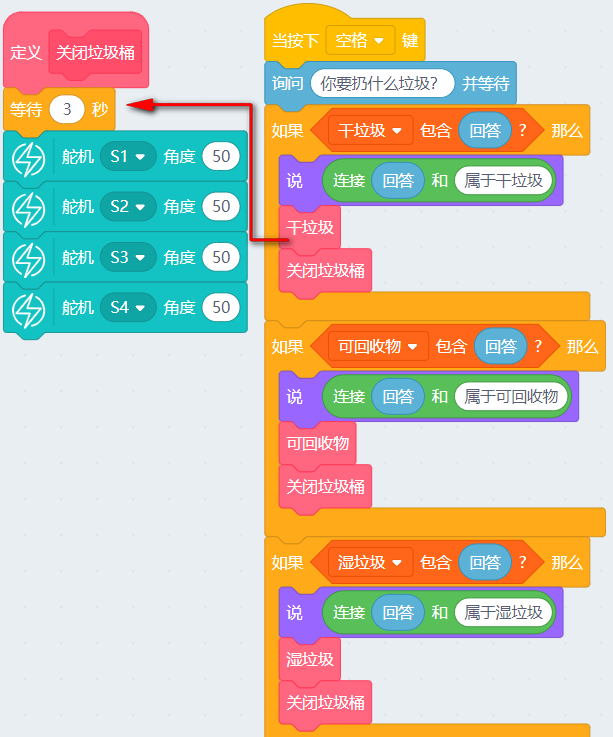 定义 关闭垃圾桶
等待 3 秒
舵机 S1 角度 50
舵机 S2 角度 50
舵机 S3 角度 50
舵机 S4 角度 50
当按下 空格 键
询问 你要扔什么垃圾？ 并等待
如果 干垃圾 包含 回答 ？ 那么
说 连接 回答 和 属于干垃圾
干垃圾
关闭垃圾桶
如果 可回收物 包含 回答 ？ 那么
说 连接 回答 和 属于可回收物
可回收物
关闭垃圾桶
如果 湿垃圾 包含 回答 ？ 那么
说 连接 回答 和 属于湿垃圾
湿垃圾
关闭垃圾桶